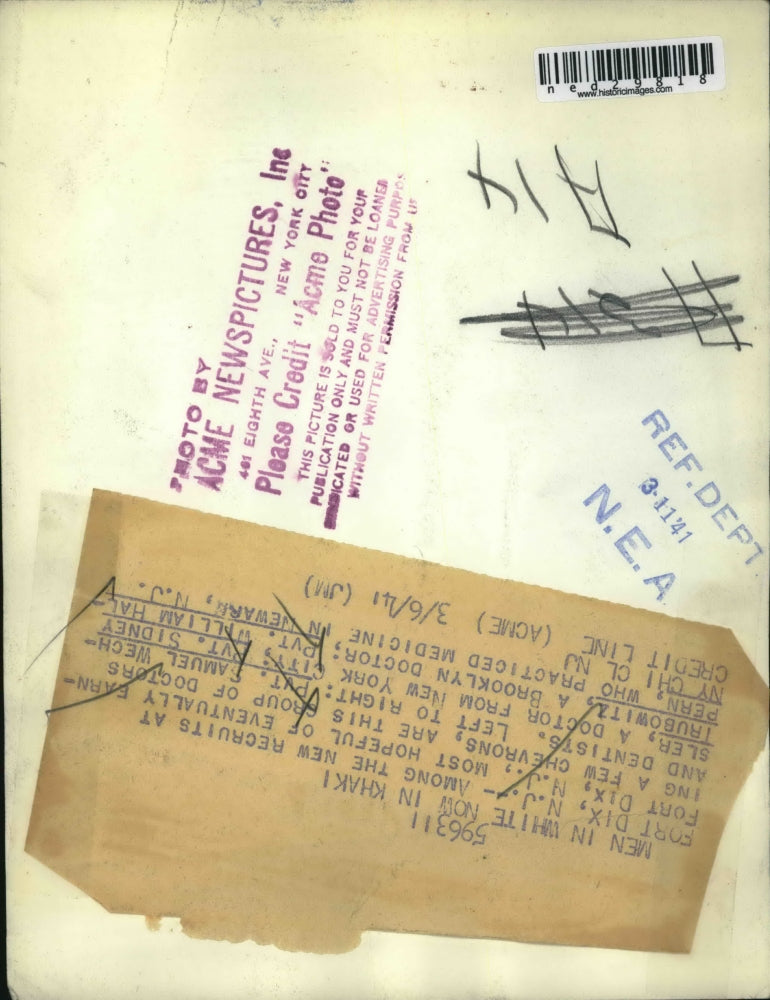 ned29818
www.historicimages.com
PHOTO BY
ACME NEWSPICTURES, Inc
461 EIGHTH AVE., NEW YORK CITY
Please Credit "Acme Photo"
THIS PICTURE IS SOLD TO YOU FOR YOUR
PUBLICATION ONLY AND MUST NOT BE LOANED
SYNDICATED OR USED FOR ADVERTISING PURPOS
WITHOUT WRITTEN PERMISSION FROM US
REF. DEPT
3-11'41
N.E.A
596311
MEN IN WHITE NOW IN KHAKI
FORT DIX, N.J. - AMONG THE NEW RECRUITS AT
FORT DIX, N.J., MOST HOPEFUL OF EVENTUALLY EARN-
ING A FEW CHEVRONS, ARE THIS GROUP OF DOCTORS
AND DENTISTS. LEFT TO RIGHT: PVT. SAMUEL WECH-
SLER, A DOCTOR FROM NEW YORK CITY; PVT. SIDNEY
TRUBOWITZ, A BROOKLYN DOCTOR; PVT. WILLIAM HAL-
PERN, WHO PRACTICED MEDICINE IN NEWARK, N.J.
NY CHI CL NJ
CREDIT LINE (ACME) 3/6/41 (JM)